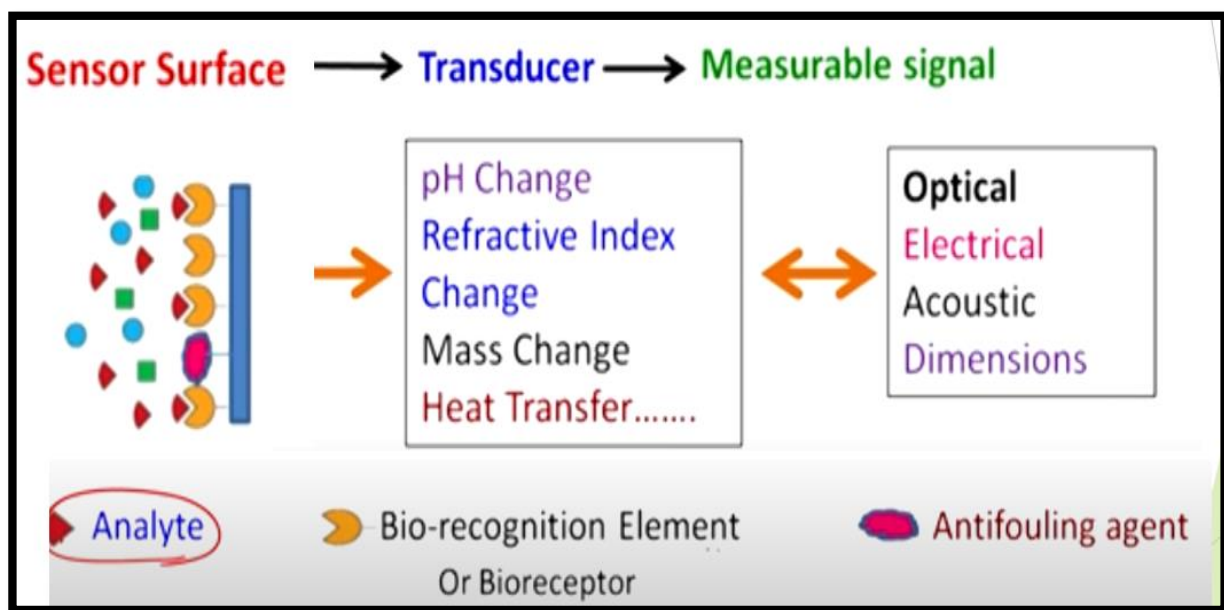 Sensor Surface → Transducer → Measurable signal
pH Change
Refractive Index
Change
Mass Change
Heat Transfer.......
Optical
Electrical
Acoustic
Dimensions
Analyte
Bio-recognition Element
Or Bioreceptor
Antifouling agent